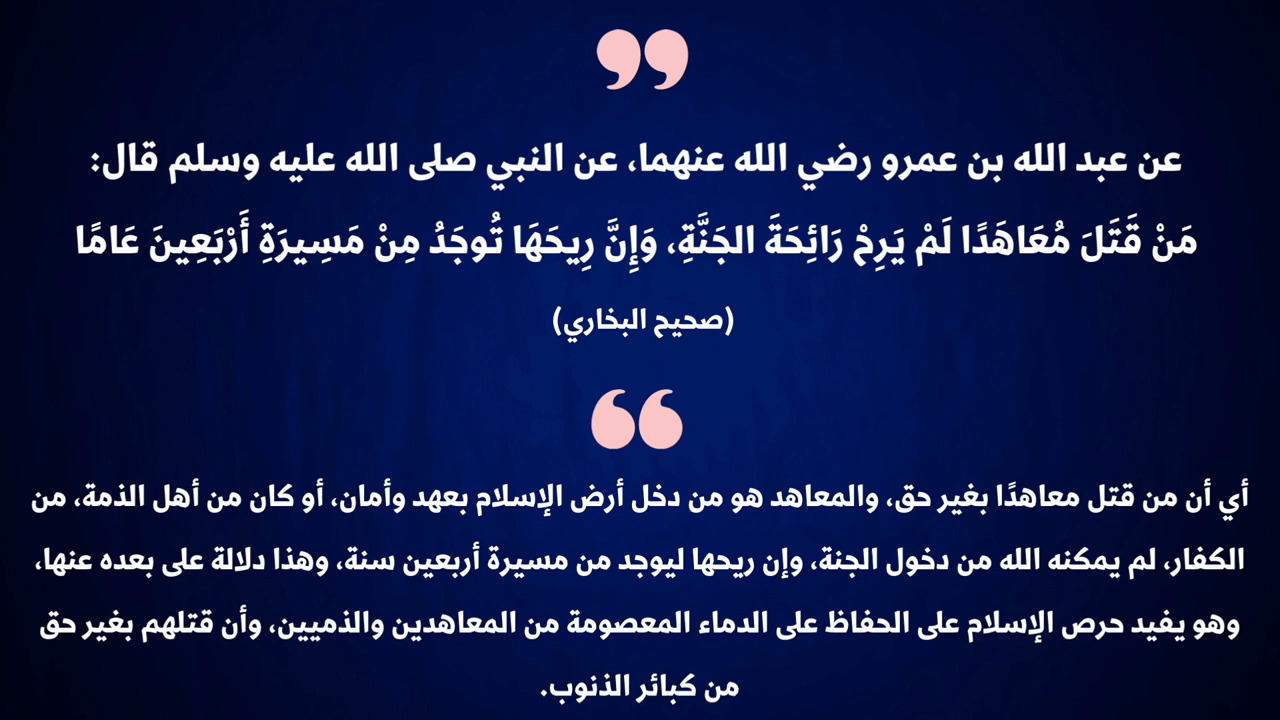 عن عبد الله بن عمرو رضي الله عنهما، عن النبي صلى الله عليه وسلم قال:
مَنْ قَتَلَ مُعَاهَدًا لَمْ يَرِحْ رَائِحَةَ الجَنَّةِ، وَإِنَّ رِيحَهَا تُوجَدُ مِنْ مَسِيرَةِ أَرْبَعِينَ عَامًا
(صحيح البخاري)
أي أن من قتل معاهدًا بغير حق، والمعاهد هو من دخل أرض الإسلام بعهد وأمان، أو كان من أهل الذمة، من
الكفار، لم يمكنه الله من دخول الجنة، وإن ريحها ليوجد من مسيرة أربعين سنة، وهذا دلالة على بعده عنها،
وهو يفيد حرص الإسلام على الحفاظ على الدماء المعصومة من المعاهدين والذميين، وأن قتلهم بغير حق
من كبائر الذنوب.